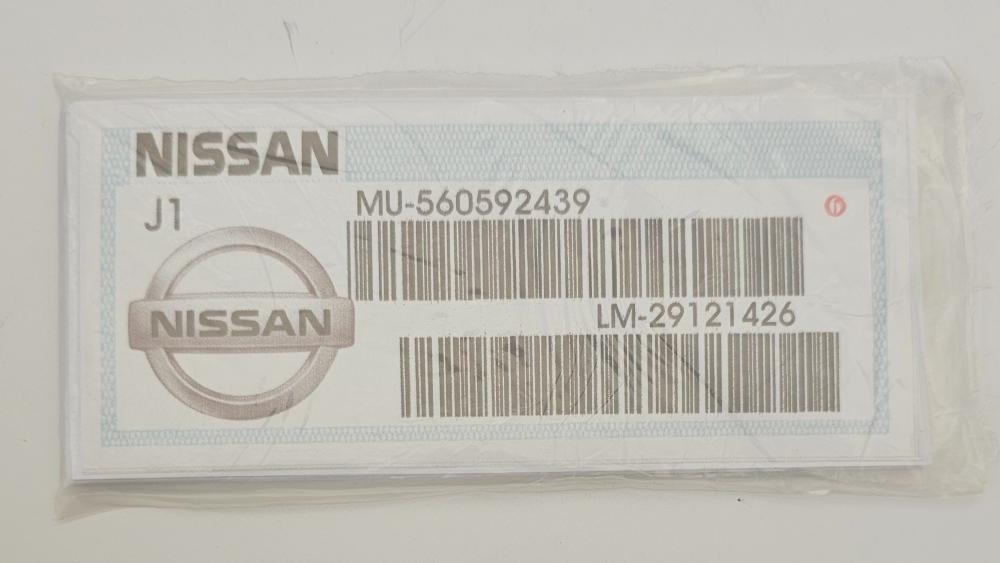 NISSAN
J1
MU-560592439
NISSAN
LM-29121426